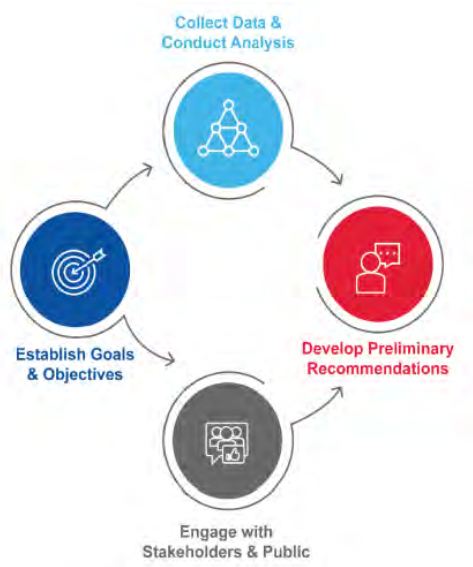 Collect Data &
Conduct Analysis
Establish Goals
& Objectives
Develop Preliminary
Recommendations
Engage with
Stakeholders & Public